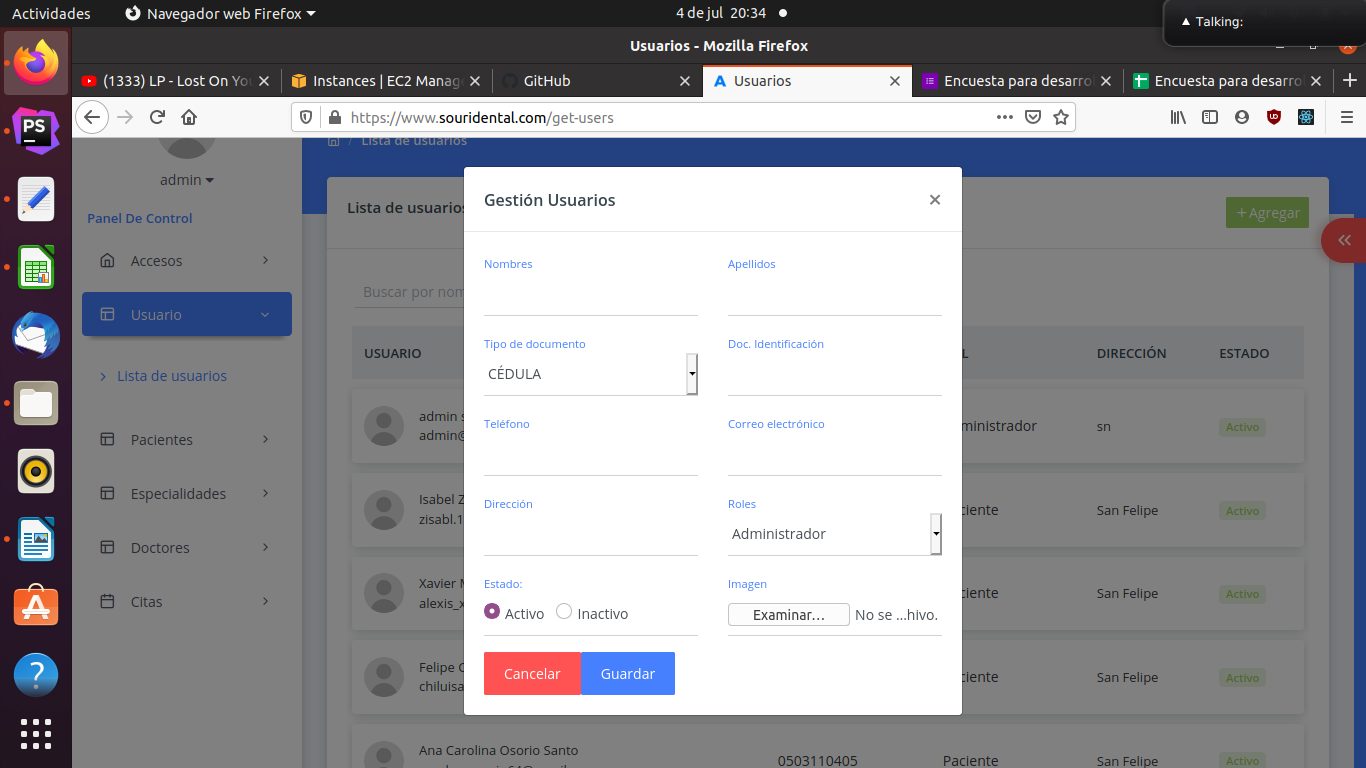 Actividades Navegador web Firefox 4 de jul 20:34 Talking:
Usuarios - Mozilla Firefox
(1333) LP - Lost On You Instances | EC2 Manag GitHub Usuarios Encuesta para desarro Encuesta para desarro
https://www.souridental.com/get-users
/ Lista de usuarios
admin
Panel De Control
Accesos
Usuario
Lista de usuarios
Pacientes
Especialidades
Doctores
Citas
Lista de usuarios
+Agregar
Buscar por nom
USUARIO DIRECCIÓN ESTADO
admin s
admin@
ministrador sn Activo
Isabel Z
zisabl.1
ciente San Felipe Activo
Xavier M
alexis_x
ciente San Felipe Activo
Felipe C
chiluisa
ciente San Felipe Activo
Ana Carolina Osorio Santo
0503110405 Paciente San Felipe Activo
Gestión Usuarios ×
Nombres Apellidos
Tipo de documento Doc. Identificación
CÉDULA
Teléfono Correo electrónico
Dirección Roles
Administrador
Estado: Imagen
Activo Inactivo Examinar... No se ...hivo.
Cancelar Guardar